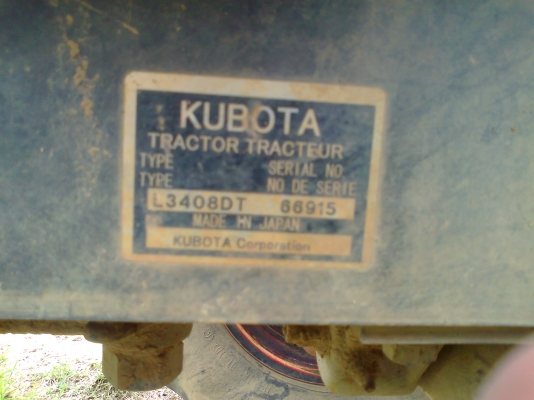 KUBOTA
TRACTOR TRACTEUR
TYPE SERIAL NO
TYPE NO DE SERIE
L3408DT 66915
MADE IN JAPAN
KUBOTA Corporation